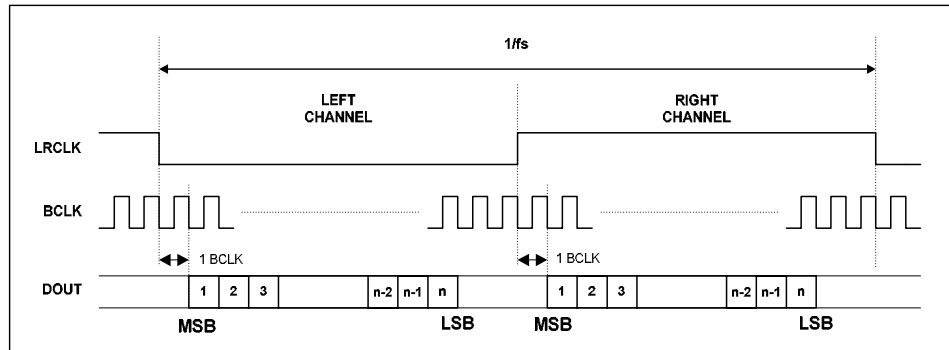 1/fs
LEFT
CHANNEL
RIGHT
CHANNEL
LRCLK
BCLK
1 BCLK
1 BCLK
DOUT
1 2 3 n-2 n-1 n 1 2 3 n-2 n-1 n
MSB LSB MSB LSB